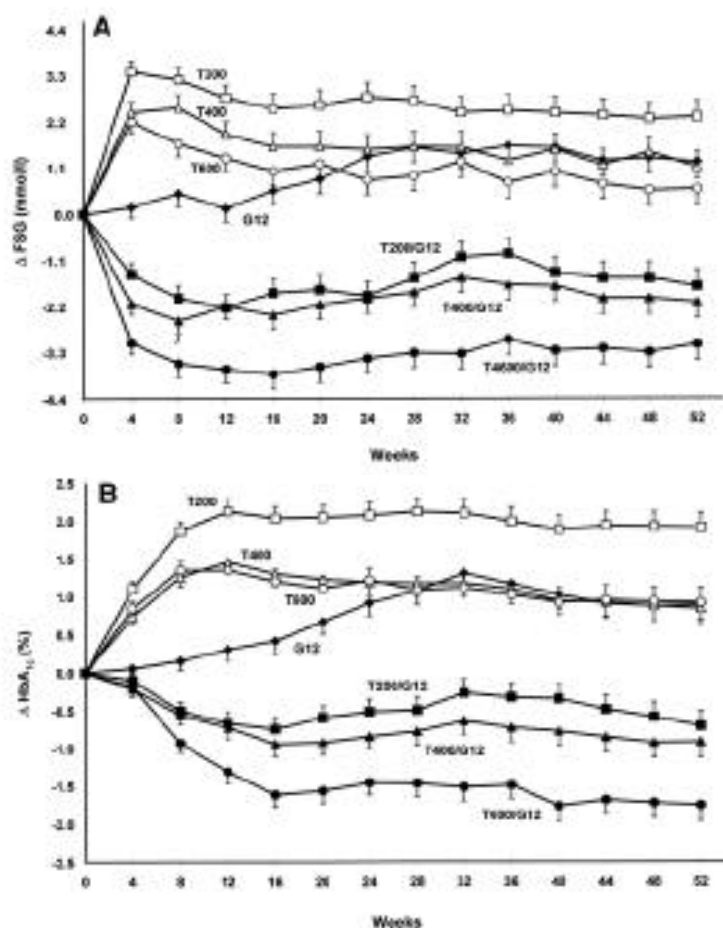 A
4.4
3.3
2.2
1.1
0.0
-1.1
-2.2
-3.3
-4.4
Δ FSG (mmol/l)
T200
T400
T600
G12
T200/G12
T400/G12
T4600/G12
0 4 8 12 16 20 24 28 32 36 40 44 48 52
Weeks
B
2.5
2.0
1.5
1.0
0.5
0.0
-0.5
-1.0
-1.5
-2.0
-2.5
Δ HbA1c (%)
T200
T400
T600
G12
T200/G12
T400/G12
T600/G12
0 4 8 12 16 20 24 28 32 36 40 44 48 52
Weeks